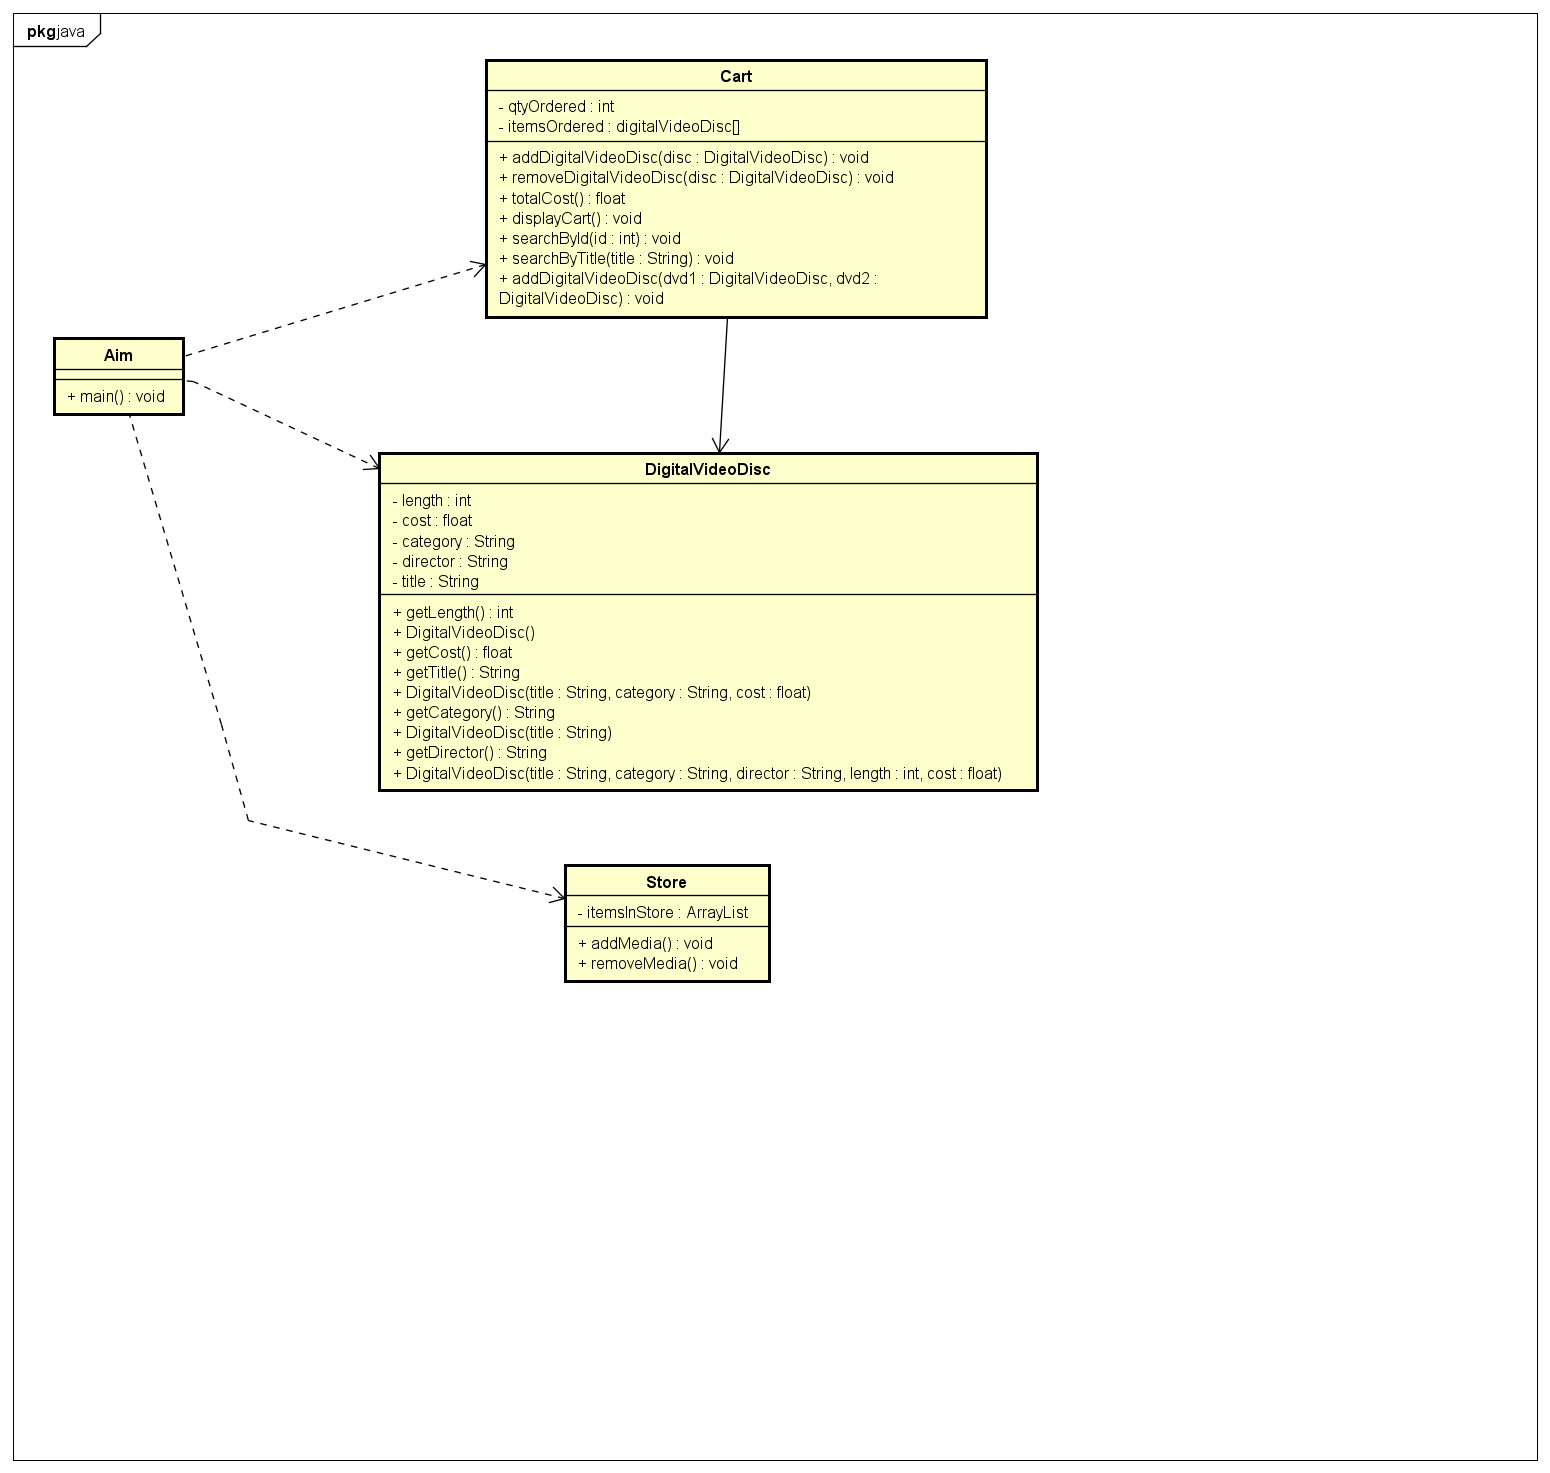 pkgjava
Cart
- qtyOrdered : int
- itemsOrdered : digitalVideoDisc[]
+ addDigitalVideoDisc(disc : DigitalVideoDisc) : void
+ removeDigitalVideoDisc(disc : DigitalVideoDisc) : void
+ totalCost() : float
+ displayCart() : void
+ searchById(id : int) : void
+ searchByTitle(title : String) : void
+ addDigitalVideoDisc(dvd1 : DigitalVideoDisc, dvd2 :
DigitalVideoDisc) : void
Aim
+ main() : void
DigitalVideoDisc
- length : int
- cost : float
- category : String
- director : String
- title : String
+ getLength() : int
+ DigitalVideoDisc()
+ getCost() : float
+ getTitle() : String
+ DigitalVideoDisc(title : String, category : String, cost : float)
+ getCategory() : String
+ DigitalVideoDisc(title : String)
+ getDirector() : String
+ DigitalVideoDisc(title : String, category : String, director : String, length : int, cost : float)
Store
- itemsInStore : ArrayList
+ addMedia() : void
+ removeMedia() : void